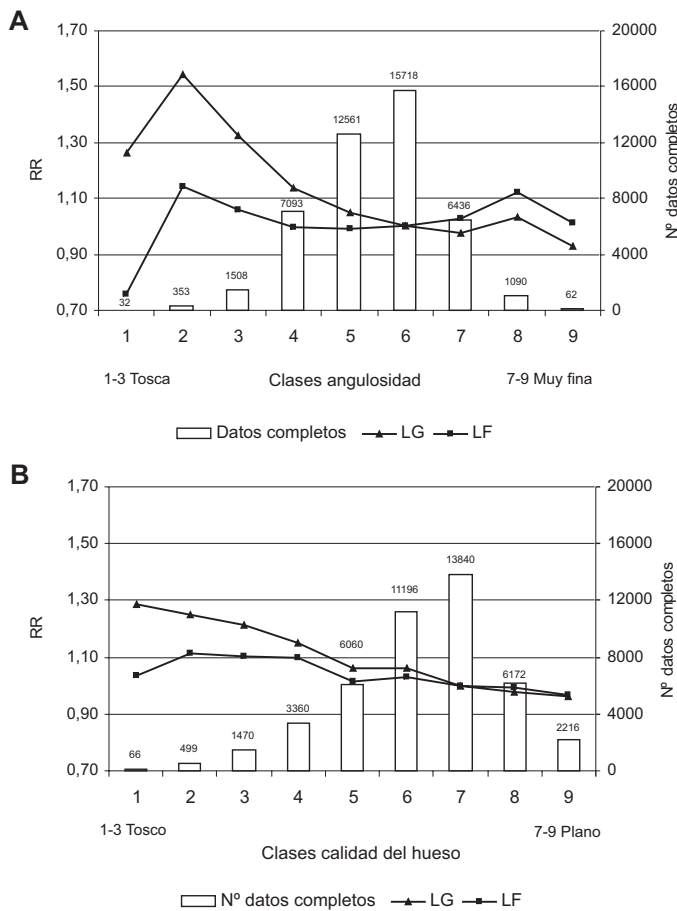 A
1,70
1,50
1,30
1,10
0,90
0,70
RR
20000
16000
12000
8000
4000
0
Nº datos completos
32
353
1508
7093
12561
15718
6436
1090
62
1 2 3 4 5 6 7 8 9
1-3 Tosca
Clases angulosidad
7-9 Muy fina
Datos completos LG LF
B
1,70
1,50
1,30
1,10
0,90
0,70
RR
20000
16000
12000
8000
4000
0
Nº datos completos
66
499
1470
3360
6060
11196
13840
6172
2216
1 2 3 4 5 6 7 8 9
1-3 Tosco
7-9 Plano
Clases calidad del hueso
Nº datos completos LG LF